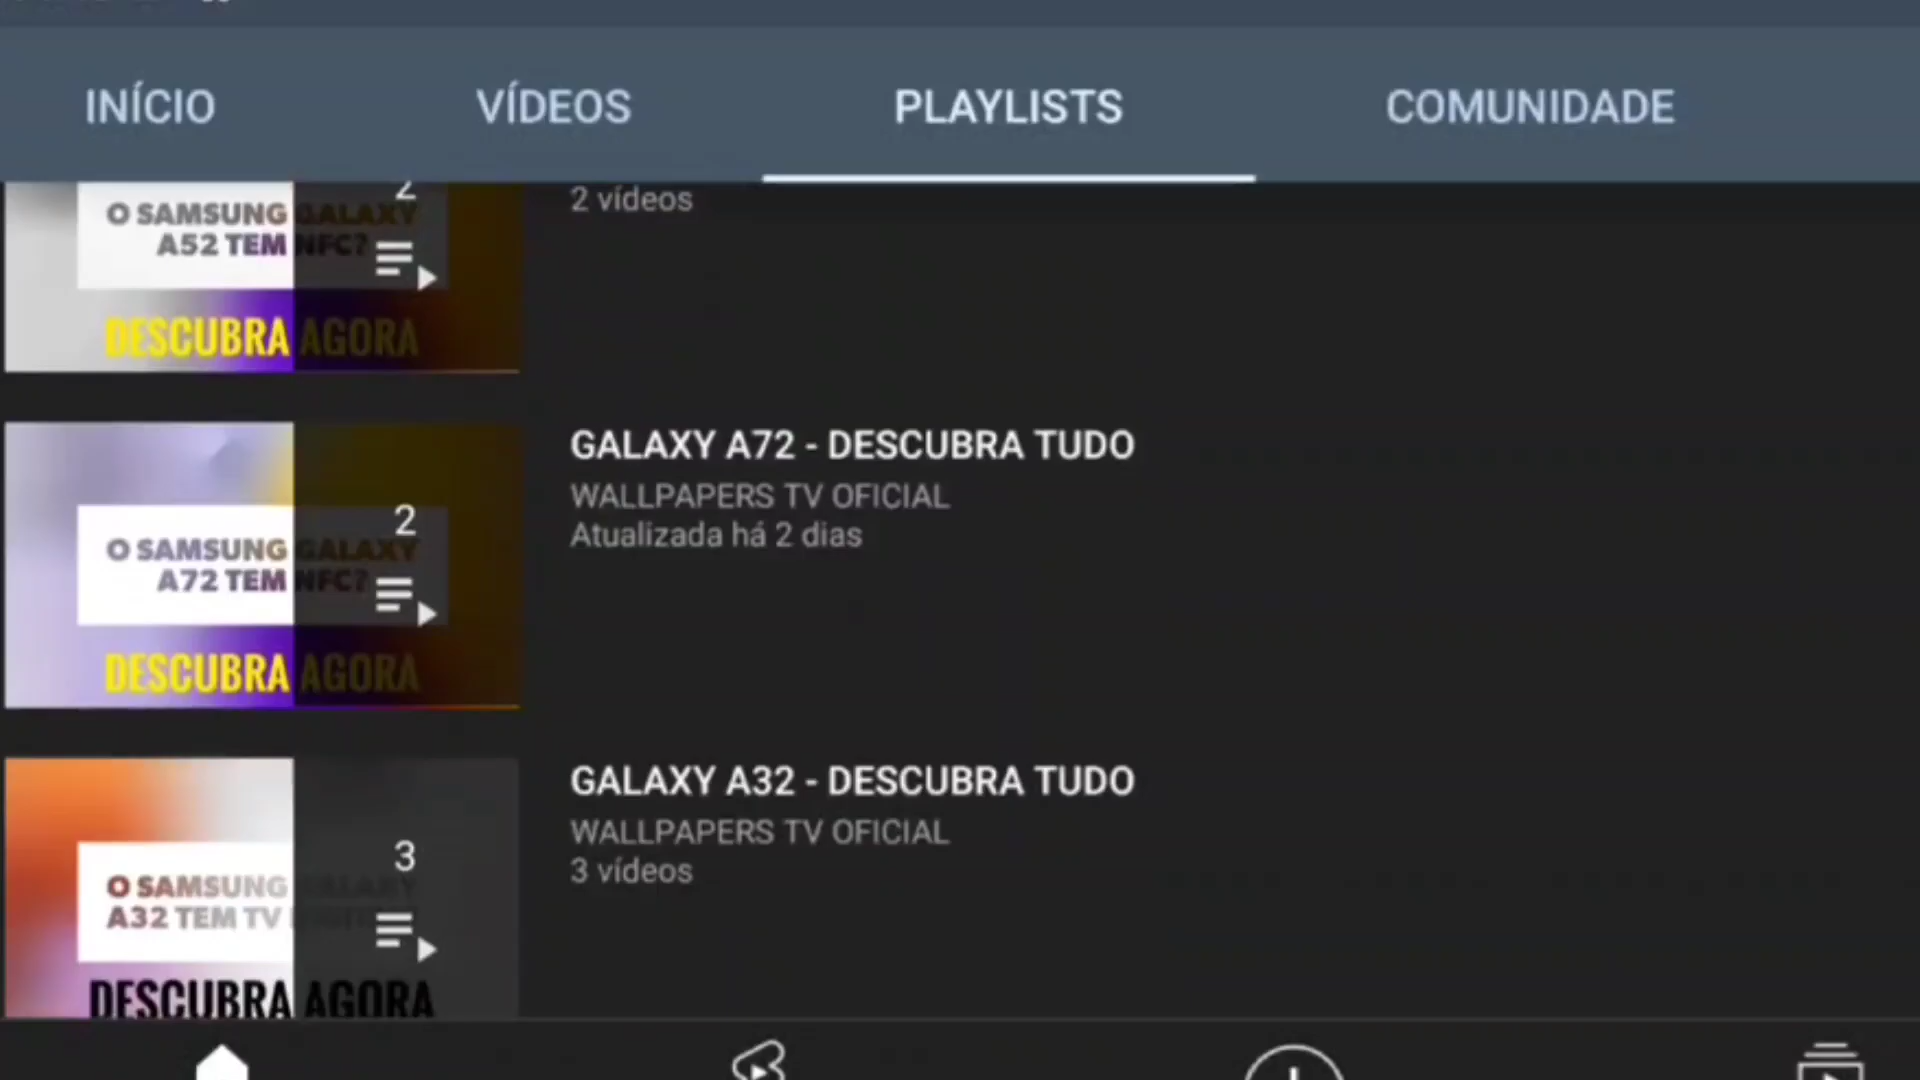 INÍCIO VÍDEOS PLAYLISTS COMUNIDADE
2
O SAMSUNG GALAXY
A52 TEM NFC?
DESCUBRA AGORA
2 vídeos
2
O SAMSUNG GALAXY
A72 TEM NFC?
DESCUBRA AGORA
GALAXY A72 - DESCUBRA TUDO
WALLPAPERS TV OFICIAL
Atualizada há 2 dias
3
O SAMSUNG GALAXY
A32 TEM TV
DESCUBRA AGORA
GALAXY A32 - DESCUBRA TUDO
WALLPAPERS TV OFICIAL
3 vídeos